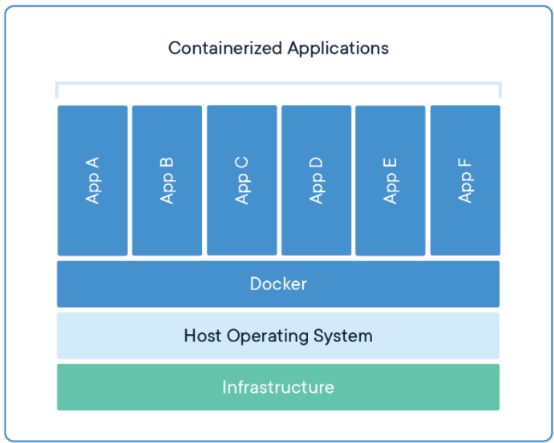 Containerized Applications
App A
App B
App C
App D
App E
App F
Docker
Host Operating System
Infrastructure